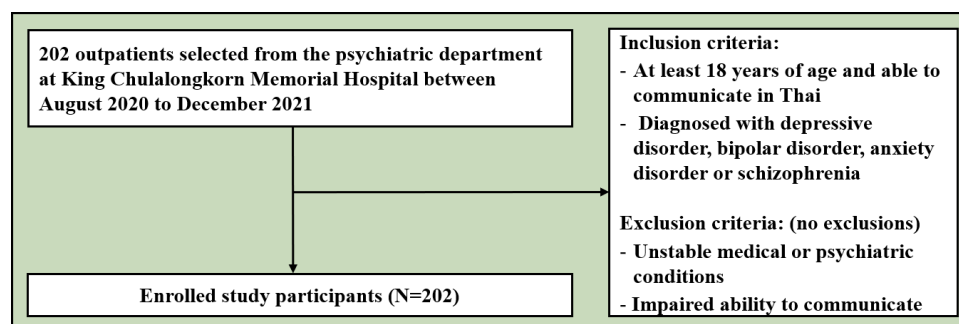 202 outpatients selected from the psychiatric department
at King Chulalongkorn Memorial Hospital between
August 2020 to December 2021
Inclusion criteria:
- At least 18 years of age and able to
communicate in Thai
- Diagnosed with depressive
disorder, bipolar disorder, anxiety
disorder or schizophrenia
Exclusion criteria: (no exclusions)
- Unstable medical or psychiatric
conditions
- Impaired ability to communicate
Enrolled study participants (N=202)